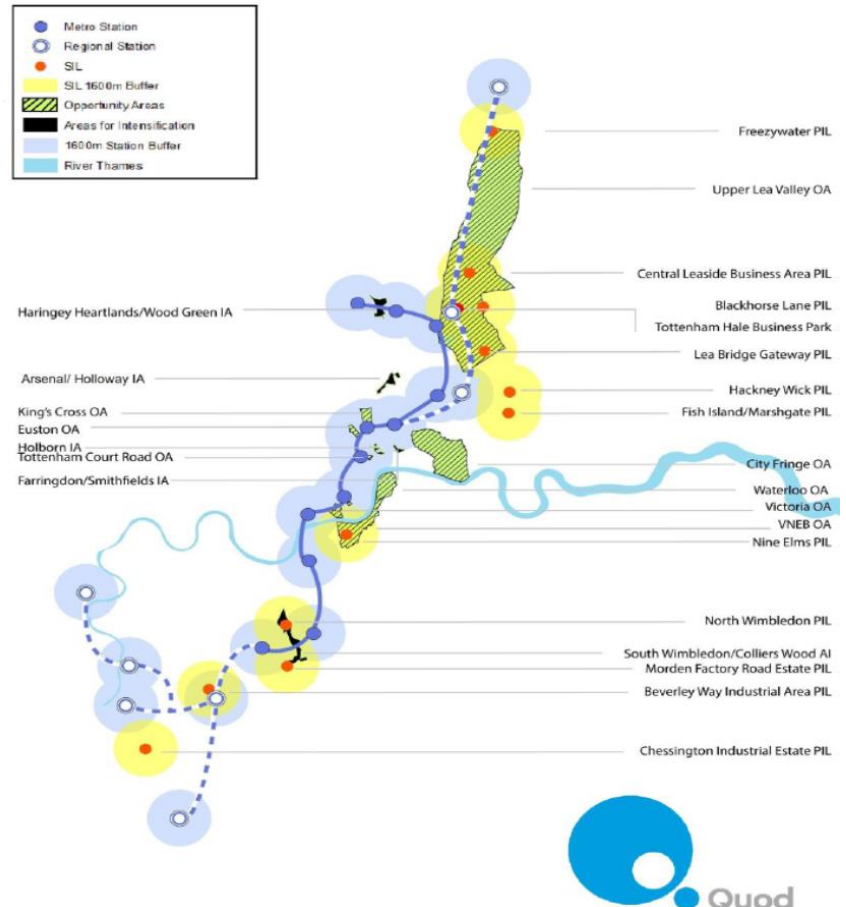 Metro Station
Regional Station
SIL
SIL 1600m Buffer
Opportunity Areas
Areas for Intensification
1600m Station Buffer
River Thames
Freezywater PIL
Upper Lea Valley OA
Central Leaside Business Area PIL
Haringey Heartlands/Wood Green IA
Blackhorse Lane PIL
Tottenham Hale Business Park
Lea Bridge Gateway PIL
Arsenal/ Holloway IA
Hackney Wick PIL
King's Cross OA
Fish Island/Marshgate PIL
Euston OA
Holborn IA
Tottenham Court Road OA
City Fringe OA
Farringdon/Smithfields IA
Waterloo OA
Victoria OA
VNEB OA
Nine Elms PIL
North Wimbledon PIL
South Wimbledon/Colliers Wood AI
Morden Factory Road Estate PIL
Beverley Way Industrial Area PIL
Chessington Industrial Estate PIL
Quod